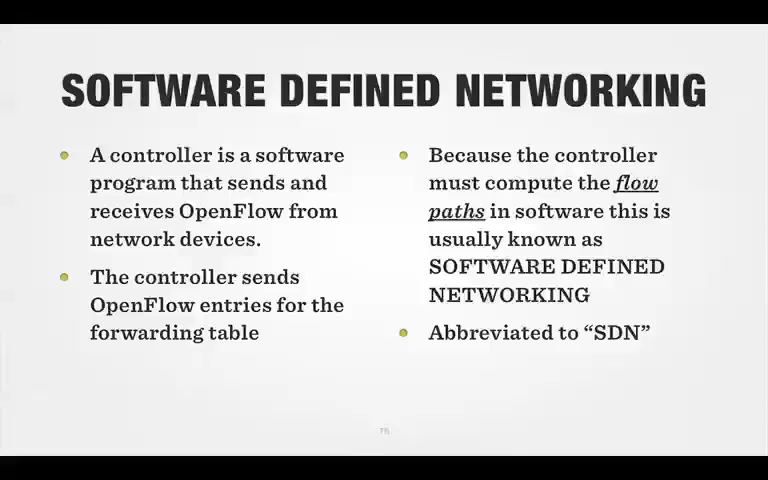 SOFTWARE DEFINED NETWORKING
A controller is a software
program that sends and
receives OpenFlow from
network devices.
The controller sends
OpenFlow entries for the
forwarding table
Because the controller
must compute the flow
paths in software this is
usually known as
SOFTWARE DEFINED
NETWORKING
Abbreviated to “SDN”